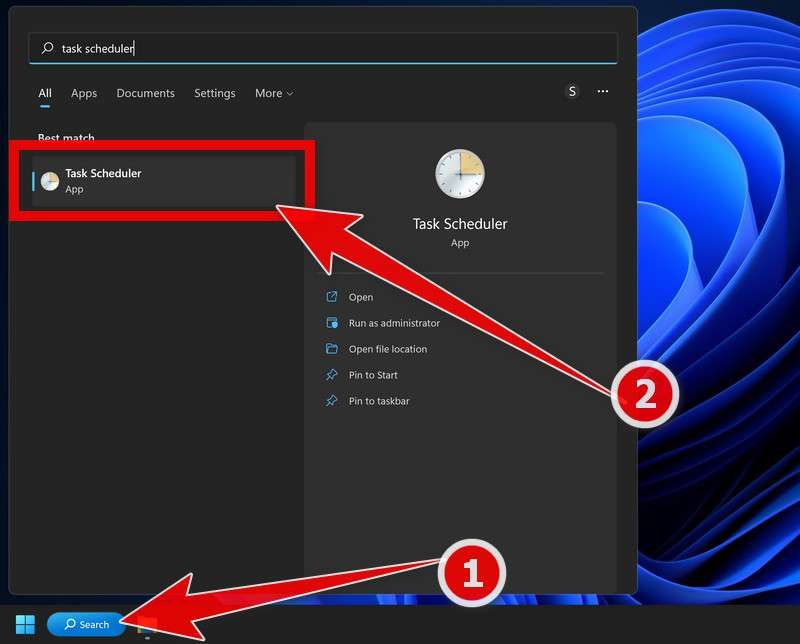 task scheduler
All Apps Documents Settings More
S
Best match
Task Scheduler
App
Task Scheduler
App
Open
Run as administrator
Open file location
Pin to Start
Pin to taskbar
2
1
Search